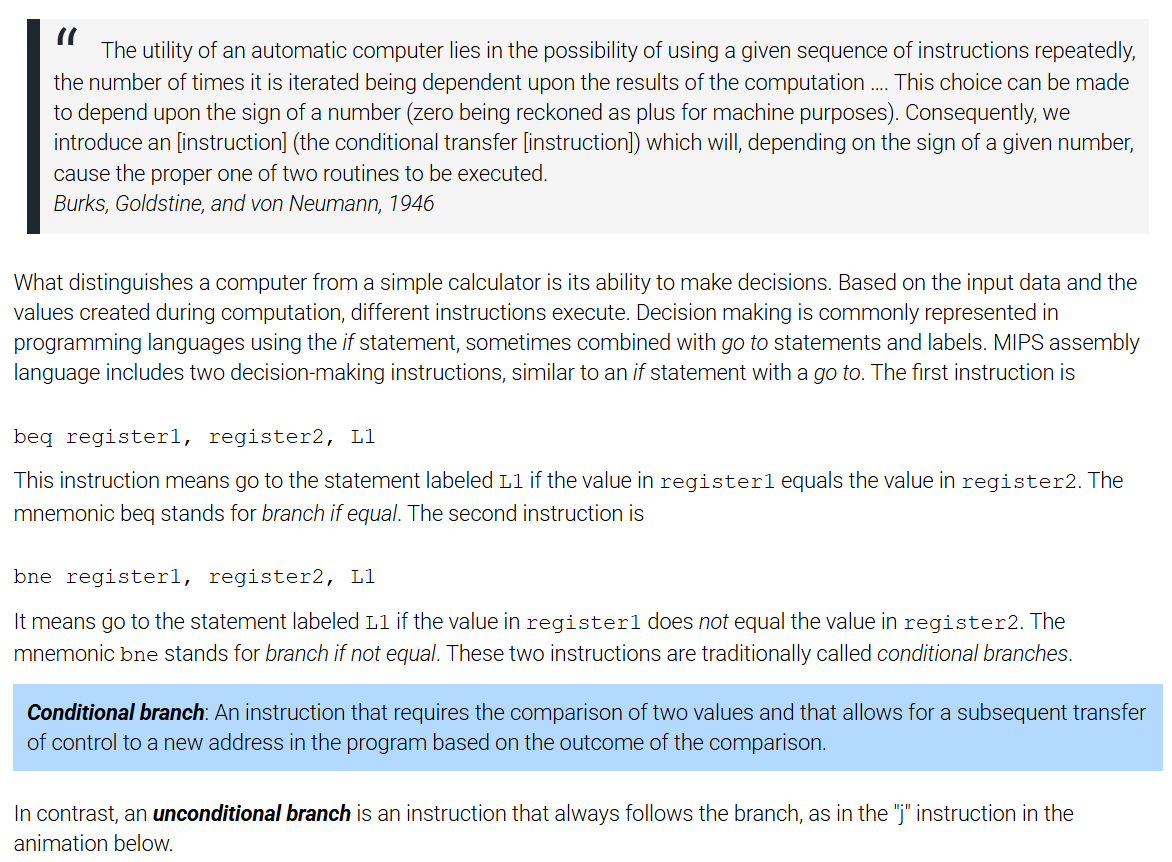 “ The utility of an automatic computer lies in the possibility of using a given sequence of instructions repeatedly,
the number of times it is iterated being dependent upon the results of the computation .... This choice can be made
to depend upon the sign of a number (zero being reckoned as plus for machine purposes). Consequently, we
introduce an [instruction] (the conditional transfer [instruction]) which will, depending on the sign of a given number,
cause the proper one of two routines to be executed.
Burks, Goldstine, and von Neumann, 1946
What distinguishes a computer from a simple calculator is its ability to make decisions. Based on the input data and the
values created during computation, different instructions execute. Decision making is commonly represented in
programming languages using the if statement, sometimes combined with go to statements and labels. MIPS assembly
language includes two decision-making instructions, similar to an if statement with a go to. The first instruction is
beq register1, register2, L1
This instruction means go to the statement labeled L1 if the value in register1 equals the value in register2. The
mnemonic beq stands for branch if equal. The second instruction is
bne register1, register2, L1
It means go to the statement labeled L1 if the value in register1 does not equal the value in register2. The
mnemonic bne stands for branch if not equal. These two instructions are traditionally called conditional branches.
Conditional branch: An instruction that requires the comparison of two values and that allows for a subsequent transfer
of control to a new address in the program based on the outcome of the comparison.
In contrast, an unconditional branch is an instruction that always follows the branch, as in the "j" instruction in the
animation below.